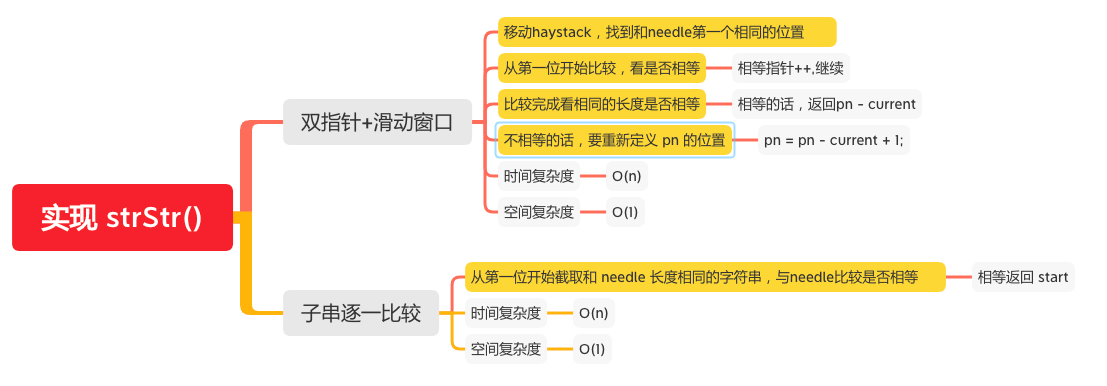 实现 strStr()
双指针+滑动窗口
移动haystack，找到和needle第一个相同的位置
从第一位开始比较，看是否相等
相等指针++,继续
比较完成看相同的长度是否相等
相等的话，返回pn - current
不相等的话，要重新定义 pn 的位置
pn = pn - current + 1;
时间复杂度
O(n)
空间复杂度
O(1)
子串逐一比较
从第一位开始截取和 needle 长度相同的字符串，与needle比较是否相等
相等返回 start
时间复杂度
O(n)
空间复杂度
O(1)